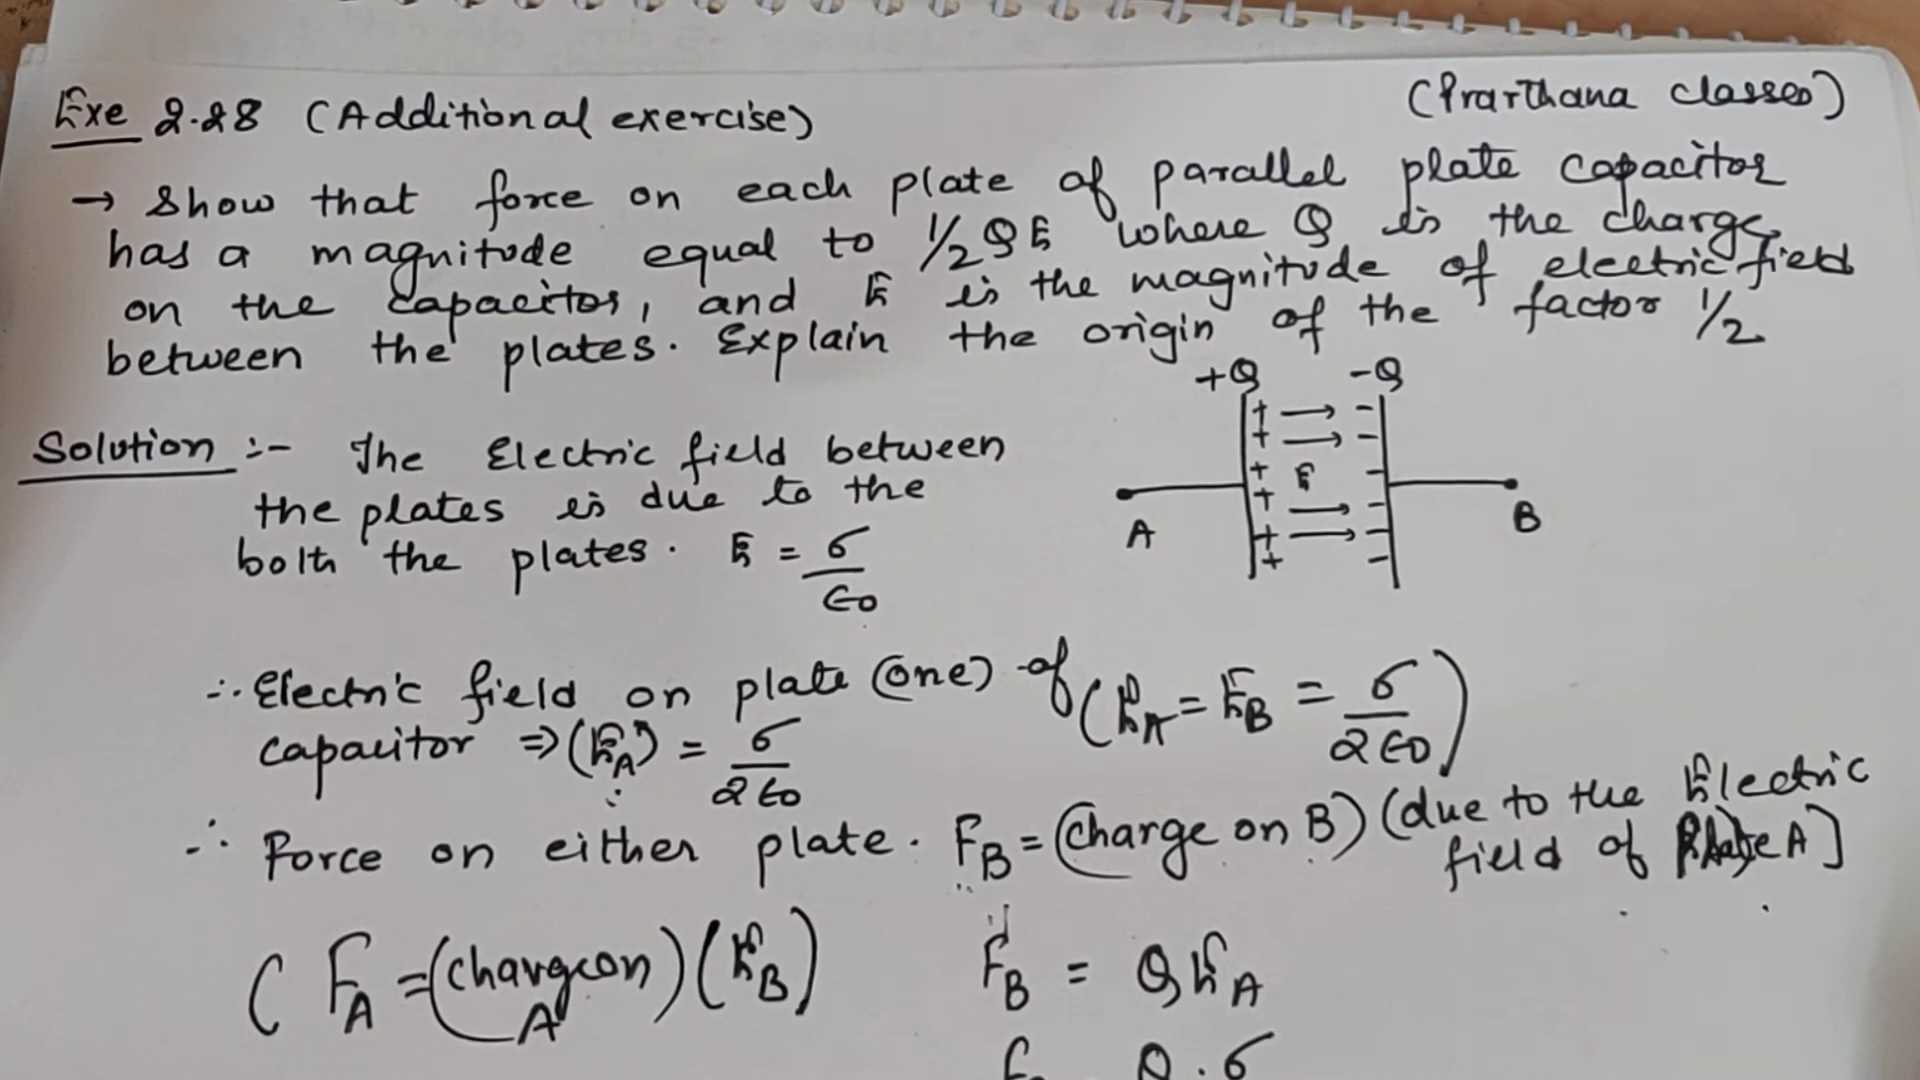 Exe 2.28 (Additional exercise)
(Prarthana classes)
→ Show that force on each plate of parallel plate capacitor
has a magnitude equal to 1/2 QE where Q is the charge
on the capacitor, and E is the magnitude of electric field
between the plates. Explain the origin of the factor 1/2
+Q -Q
E
A
B
Solution :- The Electric field between
the plates is due to the
both the plates. E = σ/ϵ0
∴ Electric field on plate (one) of
capacitor ⇒ (EA) = σ/2ϵ0
(EA = EB = σ/2ϵ0)
∴ Force on either plate. FB = (Charge on B) (due to the Electric
field of Plate A)
( FA = (charge on A) (EB)
FB = QEA
Q . σ